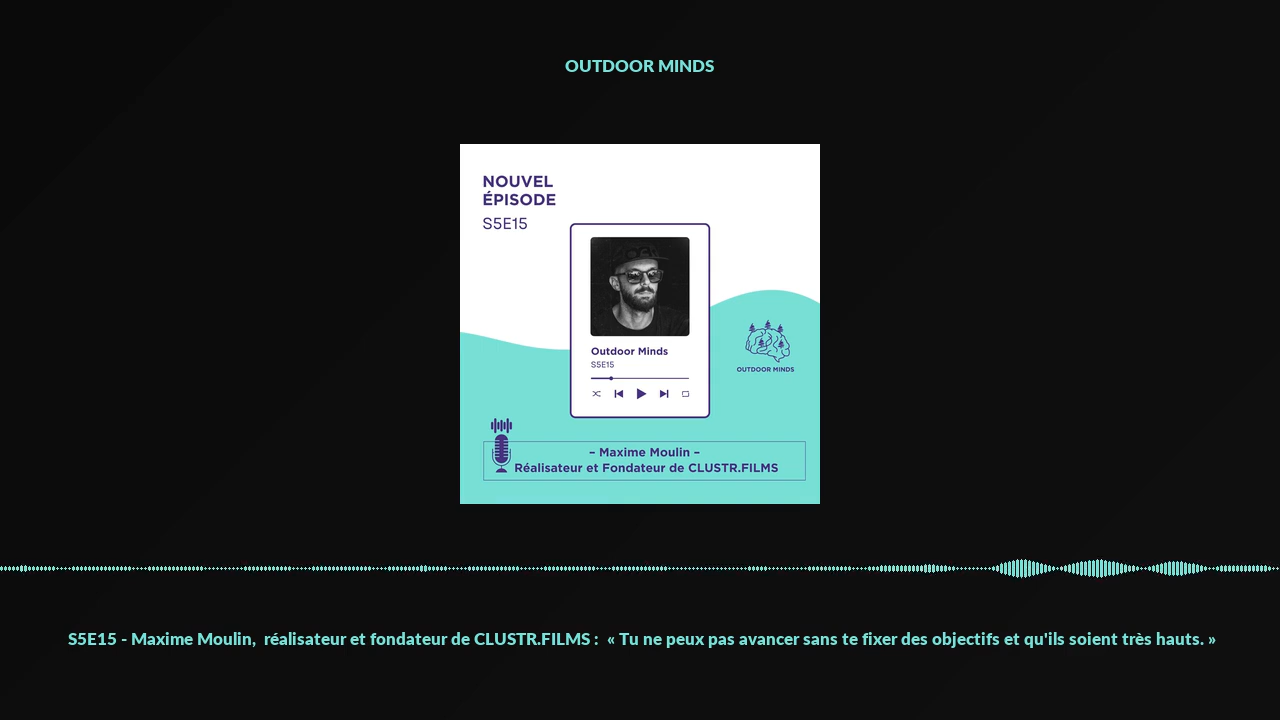 OUTDOOR MINDS
NOUVEL
ÉPISODE
S5E15
Outdoor Minds
S5E15
OUTDOOR MINDS
– Maxime Moulin –
Réalisateur et Fondateur de CLUSTR.FILMS
S5E15 - Maxime Moulin,  réalisateur et fondateur de CLUSTR.FILMS :  « Tu ne peux pas avancer sans te fixer des objectifs et qu'ils soient très hauts. »